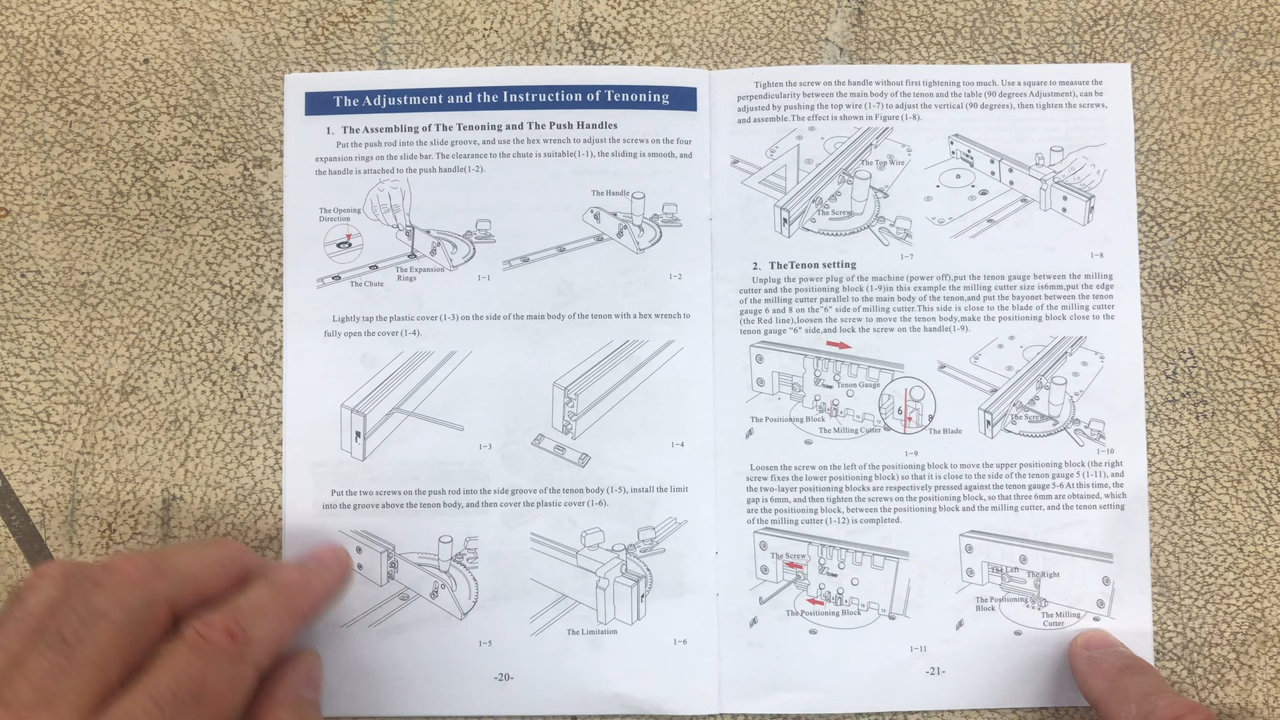 The Adjustment and the Instruction of Tenoning
1、The Assembling of The Tenoning and The Push Handles
Put the push rod into the slide groove, and use the hex wrench to adjust the screws on the four
expansion rings on the slide bar. The clearance to the chute is suitable(1-1), the sliding is smooth, and
the handle is attached to the push handle(1-2).
The Opening
Direction
The Expansion
Rings
The Chute
1-1
The Handle
1-2
Lightly tap the plastic cover (1-3) on the side of the main body of the tenon with a hex wrench to
fully open the cover (1-4).
1-3
1-4
Put the two screws on the push rod into the side groove of the tenon body (1-5), install the limit
into the groove above the tenon body, and then cover the plastic cover (1-6).
1-5
The Limitation
1-6
-20-
Tighten the screw on the handle without first tightening too much. Use a square to measure the
perpendicularity between the main body of the tenon and the table (90 degrees Adjustment), can be
adjusted by pushing the top wire (1-7) to adjust the vertical (90 degrees), then tighten the screws,
and assemble.The effect is shown in Figure (1-8).
The Top Wire
The Screw
1-7
1-8
2、TheTenon setting
Unplug the power plug of the machine (power off),put the tenon gauge between the milling
cutter and the positioning block (1-9)in this example the milling cutter size is6mm,put the edge
of the milling cutter parallel to the main body of the tenon,and put the bayonet between the tenon
gauge 6 and 8 on the"6" side of milling cutter.This side is close to the blade of the milling cutter
(the Red line),loosen the screw to move the tenon body,make the positioning block close to the
tenon gauge "6" side,and lock the screw on the handle(1-9).
Tenon Gauge
6
8
The Positioning Block
The Milling Cutter
The Blade
1-9
The Screw
1-10
Loosen the screw on the left of the positioning block to move the upper positioning block (the right
screw fixes the lower positioning block) so that it is close to the side of the tenon gauge 5 (1-11), and
the two-layer positioning blocks are respectively pressed against the tenon gauge 5-6 At this time, the
gap is 6mm, and then tighten the screws on the positioning block, so that three 6mm are obtained, which
are the positioning block, between the positioning block and the milling cutter, and the tenon setting
of the milling cutter (1-12) is completed.
The Screw
The Positioning Block
The Left
The Right
The Positioning
Block
The Milling
Cutter
1-11
-21-